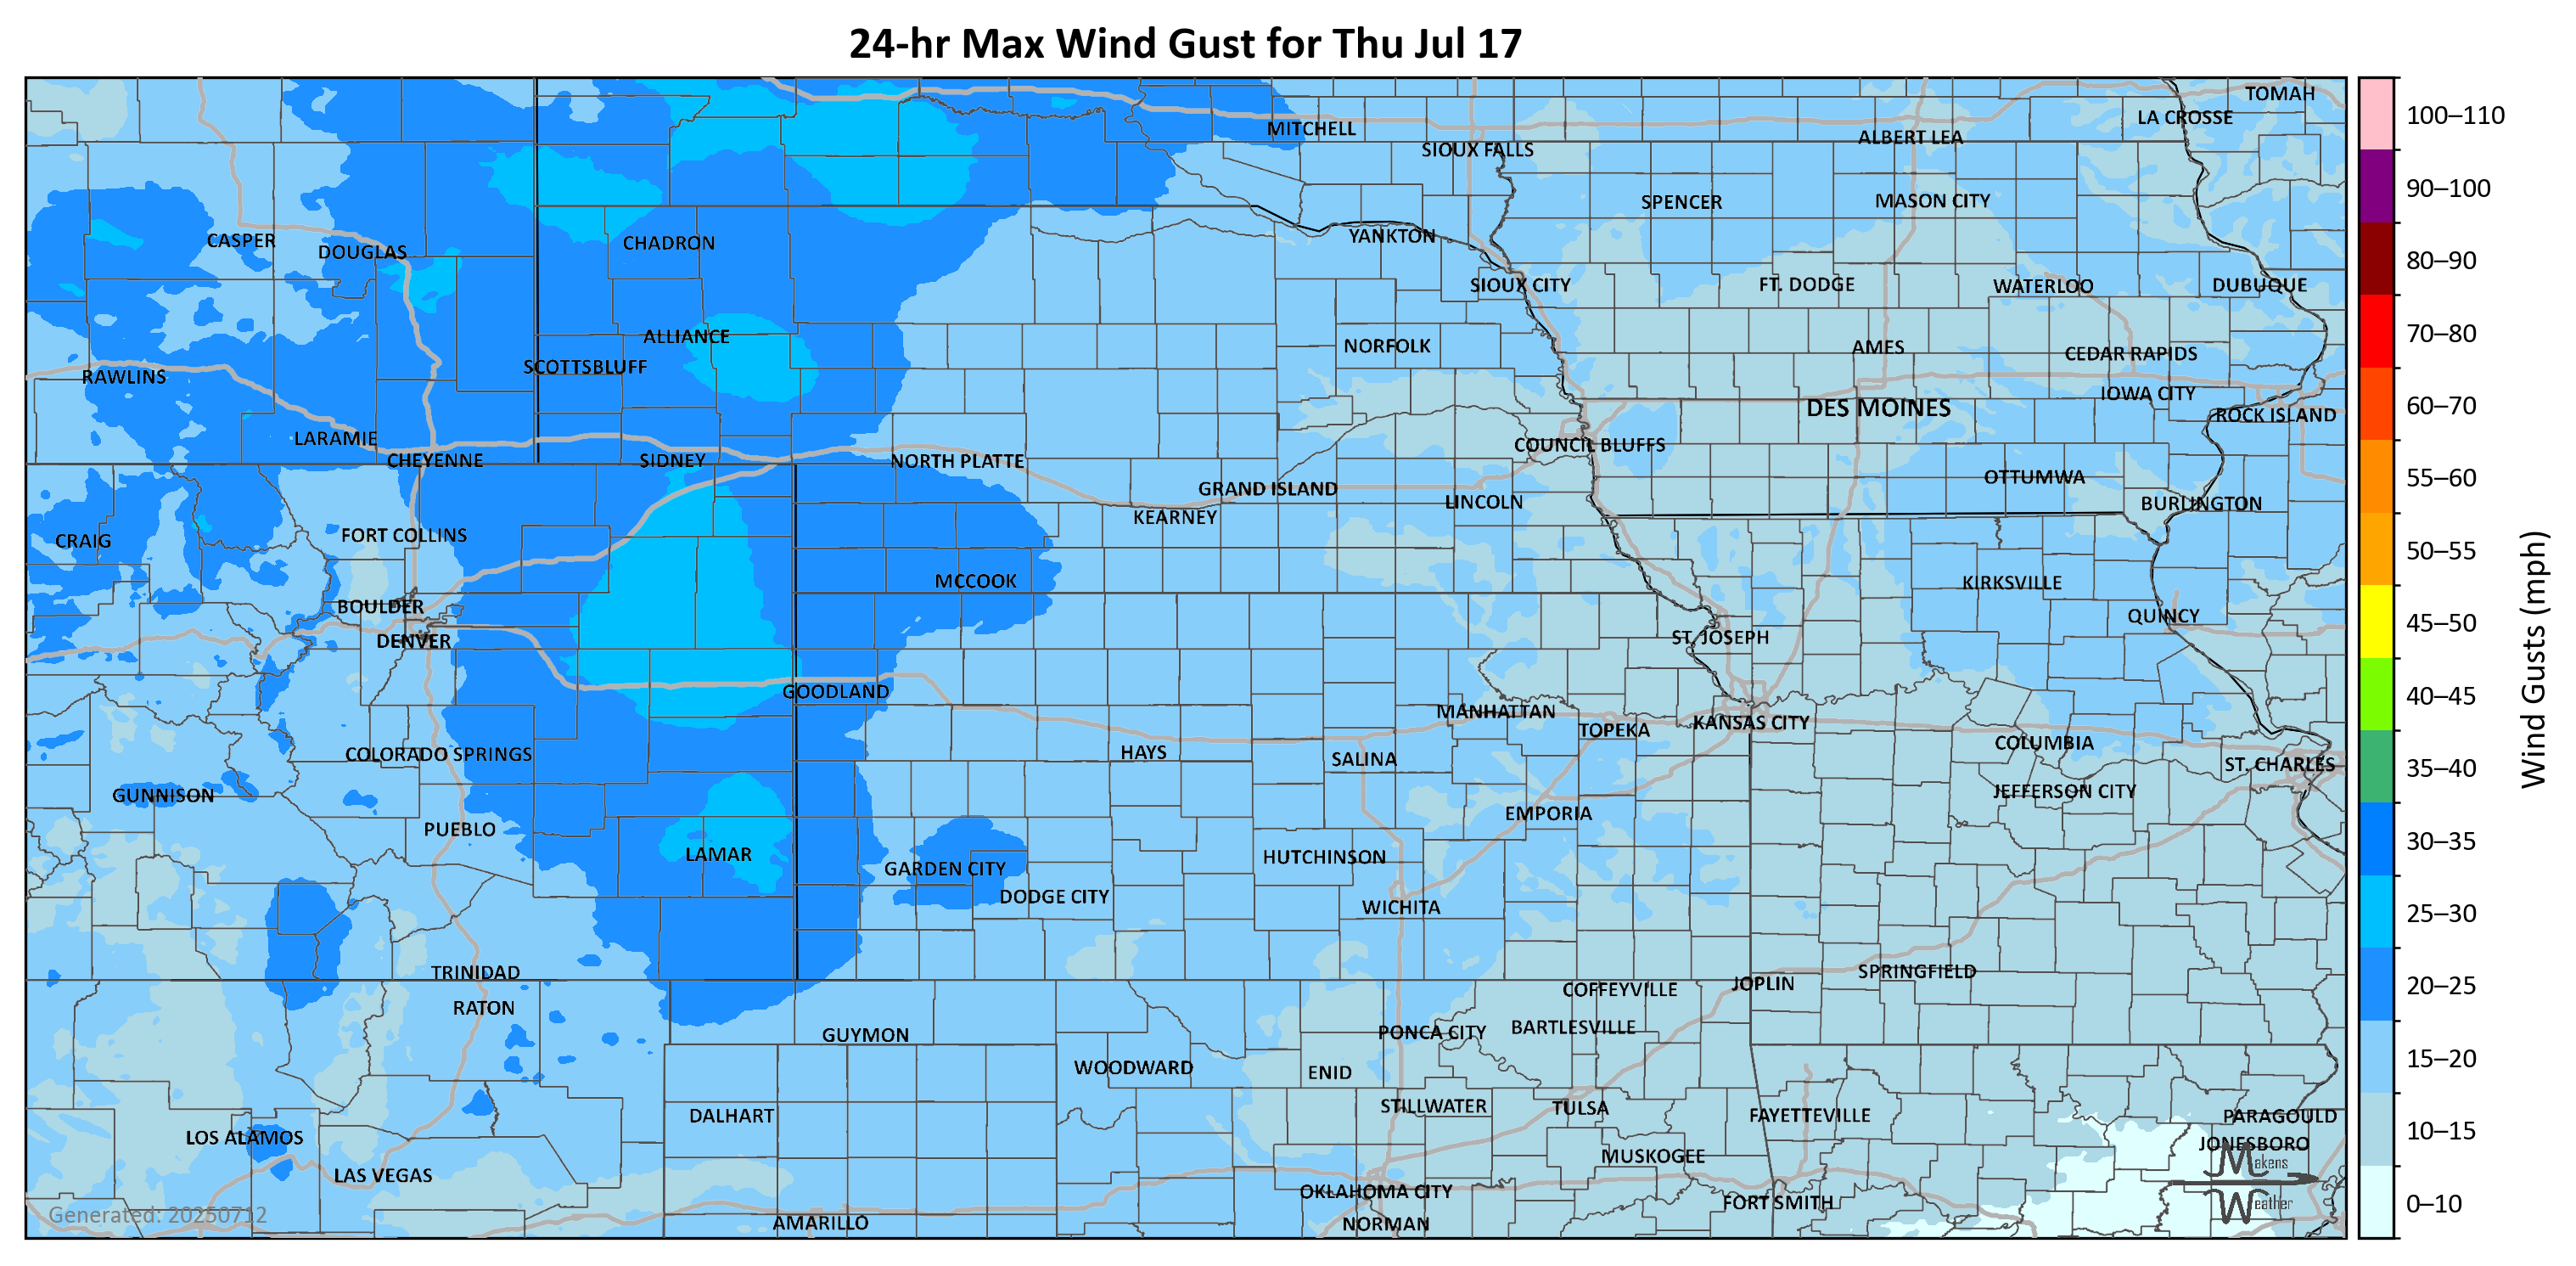 24-hr Max Wind Gust for Thu Jul 17
TOMAH
LA CROSSE
MITCHELL
ALBERT LEA
SIOUX FALLS
SPENCER
MASON CITY
CASPER
DOUGLAS
CHADRON
YANKTON
SIOUX CITY
FT. DODGE
WATERLOO
DUBUQUE
ALLIANCE
NORFOLK
AMES
CEDAR RAPIDS
SCOTTSBLUFF
RAWLINS
IOWA CITY
DES MOINES
ROCK ISLAND
LARAMIE
COUNCIL BLUFFS
CHEYENNE
SIDNEY
NORTH PLATTE
OTTUMWA
GRAND ISLAND
LINCOLN
BURLINGTON
KEARNEY
CRAIG
FORT COLLINS
MCCOOK
KIRKSVILLE
BOULDER
QUINCY
DENVER
ST. JOSEPH
GOODLAND
MANHATTAN
TOPEKA
KANSAS CITY
COLORADO SPRINGS
HAYS
SALINA
COLUMBIA
ST. CHARLES
GUNNISON
JEFFERSON CITY
EMPORIA
PUEBLO
LAMAR
HUTCHINSON
GARDEN CITY
DODGE CITY
WICHITA
TRINIDAD
SPRINGFIELD
JOPLIN
COFFEYVILLE
RATON
GUYMON
PONCA CITY
BARTLESVILLE
WOODWARD
ENID
DALHART
STILLWATER
TULSA
FAYETTEVILLE
PARAGOULD
LOS ALAMOS
JONESBORO
LAS VEGAS
MUSKOGEE
OKLAHOMA CITY
FORT SMITH
AMARILLO
NORMAN
Makens
Weather
Generated: 20250712
100–110
90–100
80–90
70–80
60–70
55–60
50–55
45–50
40–45
35–40
30–35
25–30
20–25
15–20
10–15
0–10
Wind Gusts (mph)